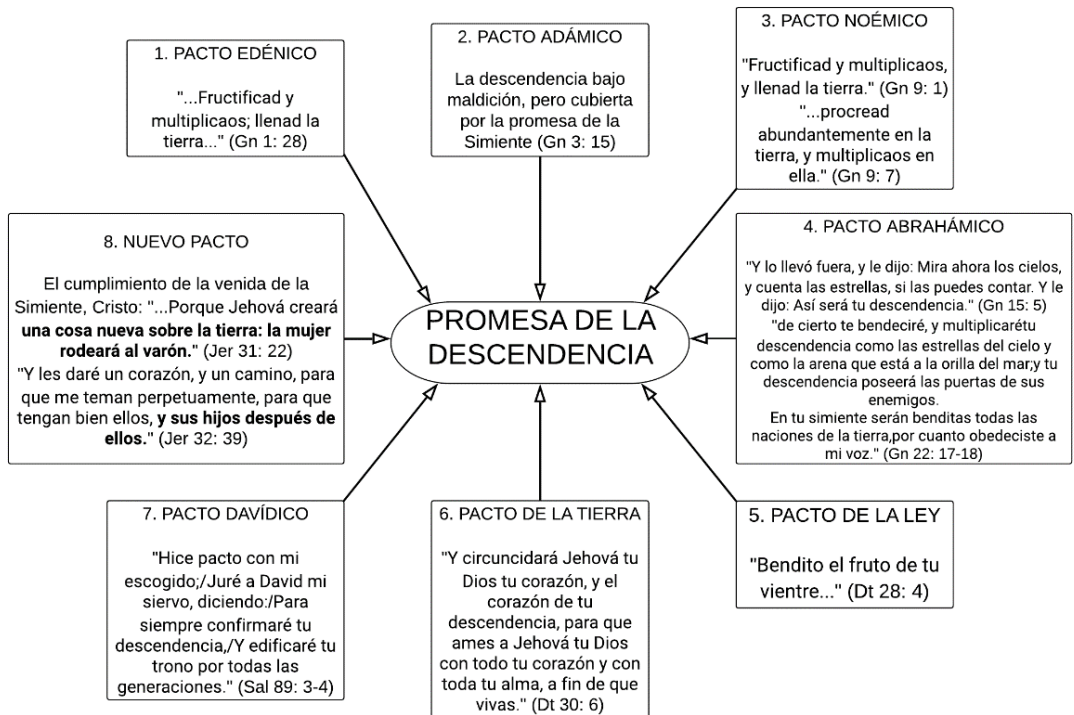 1. PACTO EDÉNICO
"...Fructificad y
multiplicaos; llenad la
tierra..." (Gn 1: 28)
2. PACTO ADÁMICO
La descendencia bajo
maldición, pero cubierta
por la promesa de la
Simiente (Gn 3: 15)
3. PACTO NOÉMICO
"Fructificad y multiplicaos,
y llenad la tierra." (Gn 9: 1)
"...procread
abundantemente en la
tierra, y multiplicaos en
ella." (Gn 9: 7)
4. PACTO ABRAHÁMICO
"Y lo llevó fuera, y le dijo: Mira ahora los cielos,
y cuenta las estrellas, si las puedes contar. Y le
dijo: Así será tu descendencia." (Gn 15: 5)
"de cierto te bendeciré, y multiplicarétu
descendencia como las estrellas del cielo y
como la arena que está a la orilla del mar;y tu
descendencia poseerá las puertas de sus
enemigos.
En tu simiente serán benditas todas las
naciones de la tierra,por cuanto obedeciste a
mi voz." (Gn 22: 17-18)
PROMESA DE LA
DESCENDENCIA
8. NUEVO PACTO
El cumplimiento de la venida de la
Simiente, Cristo: "...Porque Jehová creará
una cosa nueva sobre la tierra: la mujer
rodeará al varón." (Jer 31: 22)
"Y les daré un corazón, y un camino, para
que me teman perpetuamente, para que
tengan bien ellos, y sus hijos después de
ellos." (Jer 32: 39)
7. PACTO DAVÍDICO
"Hice pacto con mi
escogido;/Juré a David mi
siervo, diciendo:/Para
siempre confirmaré tu
descendencia,/Y edificaré tu
trono por todas las
generaciones." (Sal 89: 3-4)
6. PACTO DE LA TIERRA
"Y circuncidará Jehová tu
Dios tu corazón, y el
corazón de tu
descendencia, para que
ames a Jehová tu Dios
con todo tu corazón y con
toda tu alma, a fin de que
vivas." (Dt 30: 6)
5. PACTO DE LA LEY
"Bendito el fruto de tu
vientre..." (Dt 28: 4)